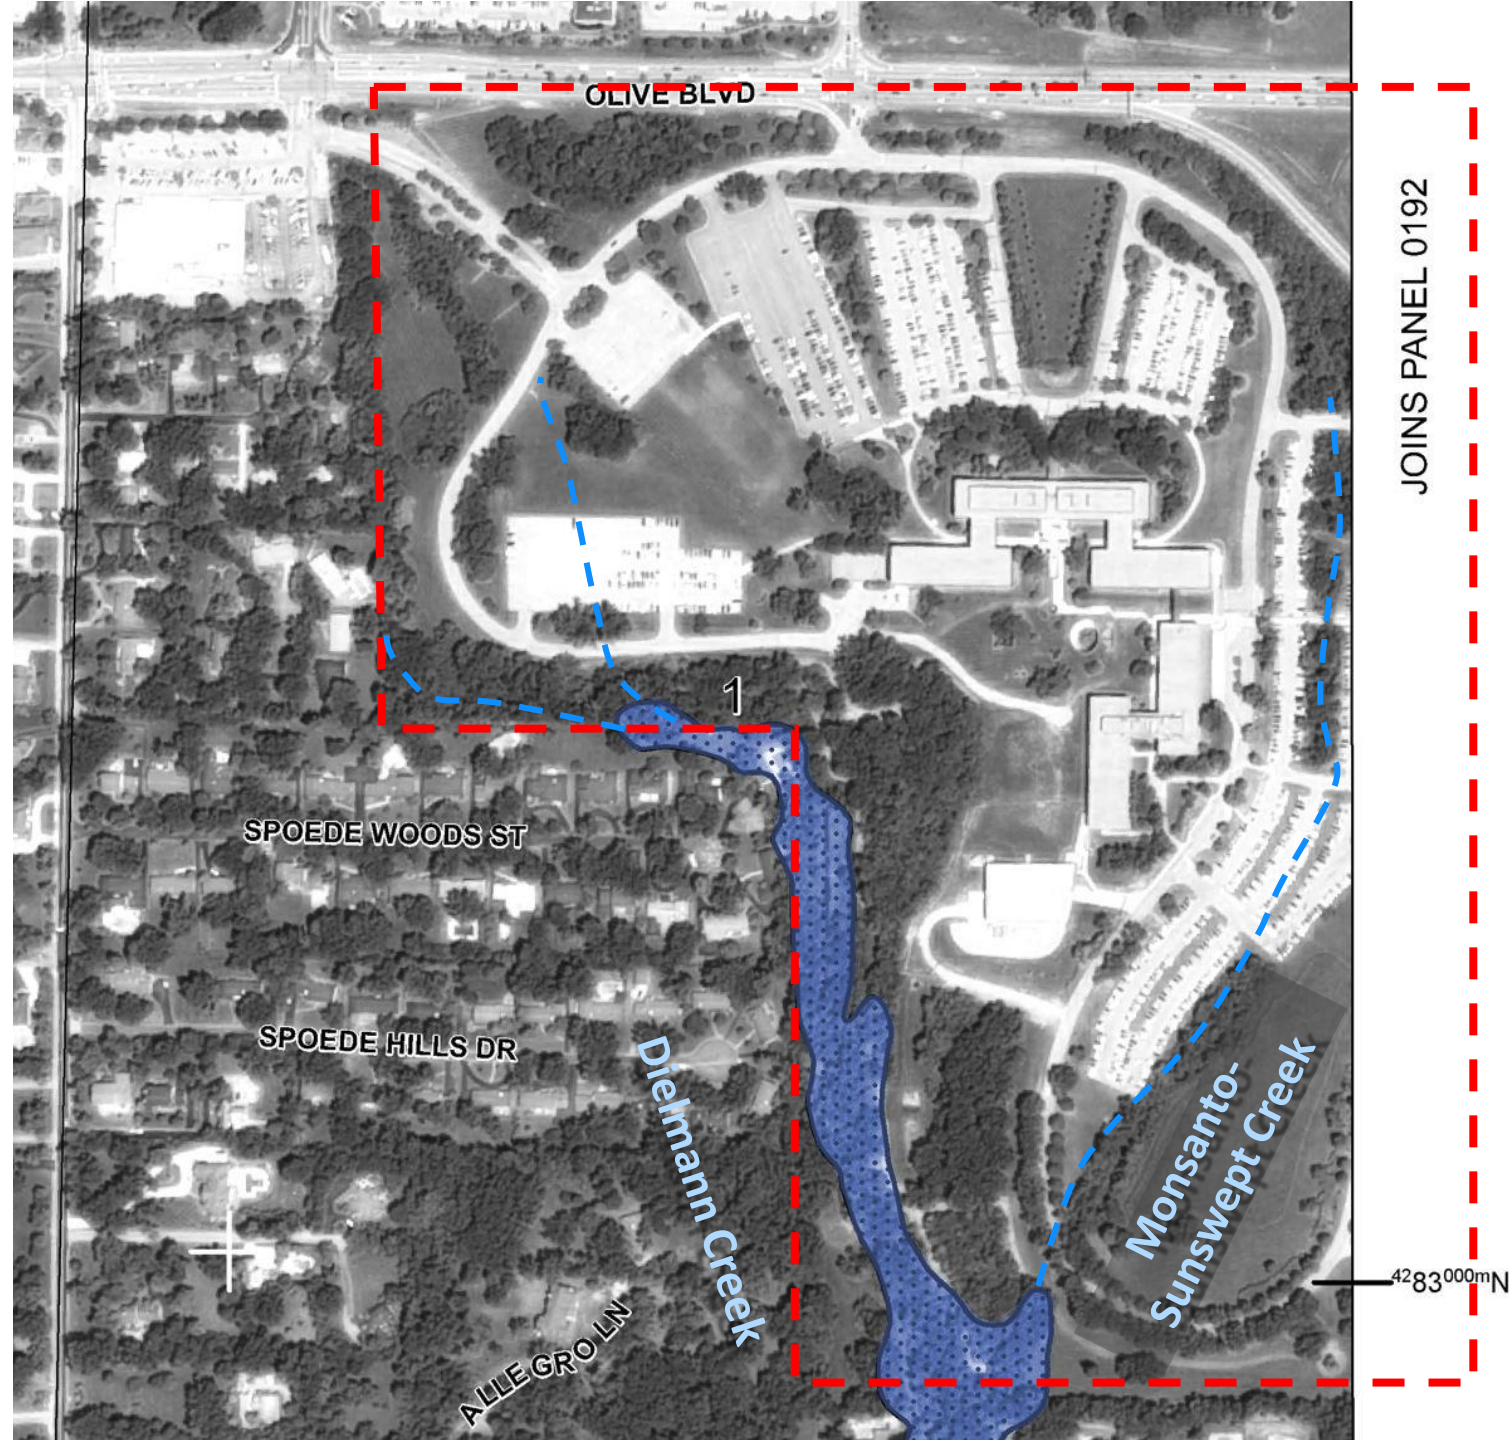 OLIVE BLVD
JOINS PANEL 0192
1
SPOEDE WOODS ST
SPOEDE HILLS DR
Dielmann Creek
Monsanto-
Sunswept Creek
4283000mN
ALLEGRO LN